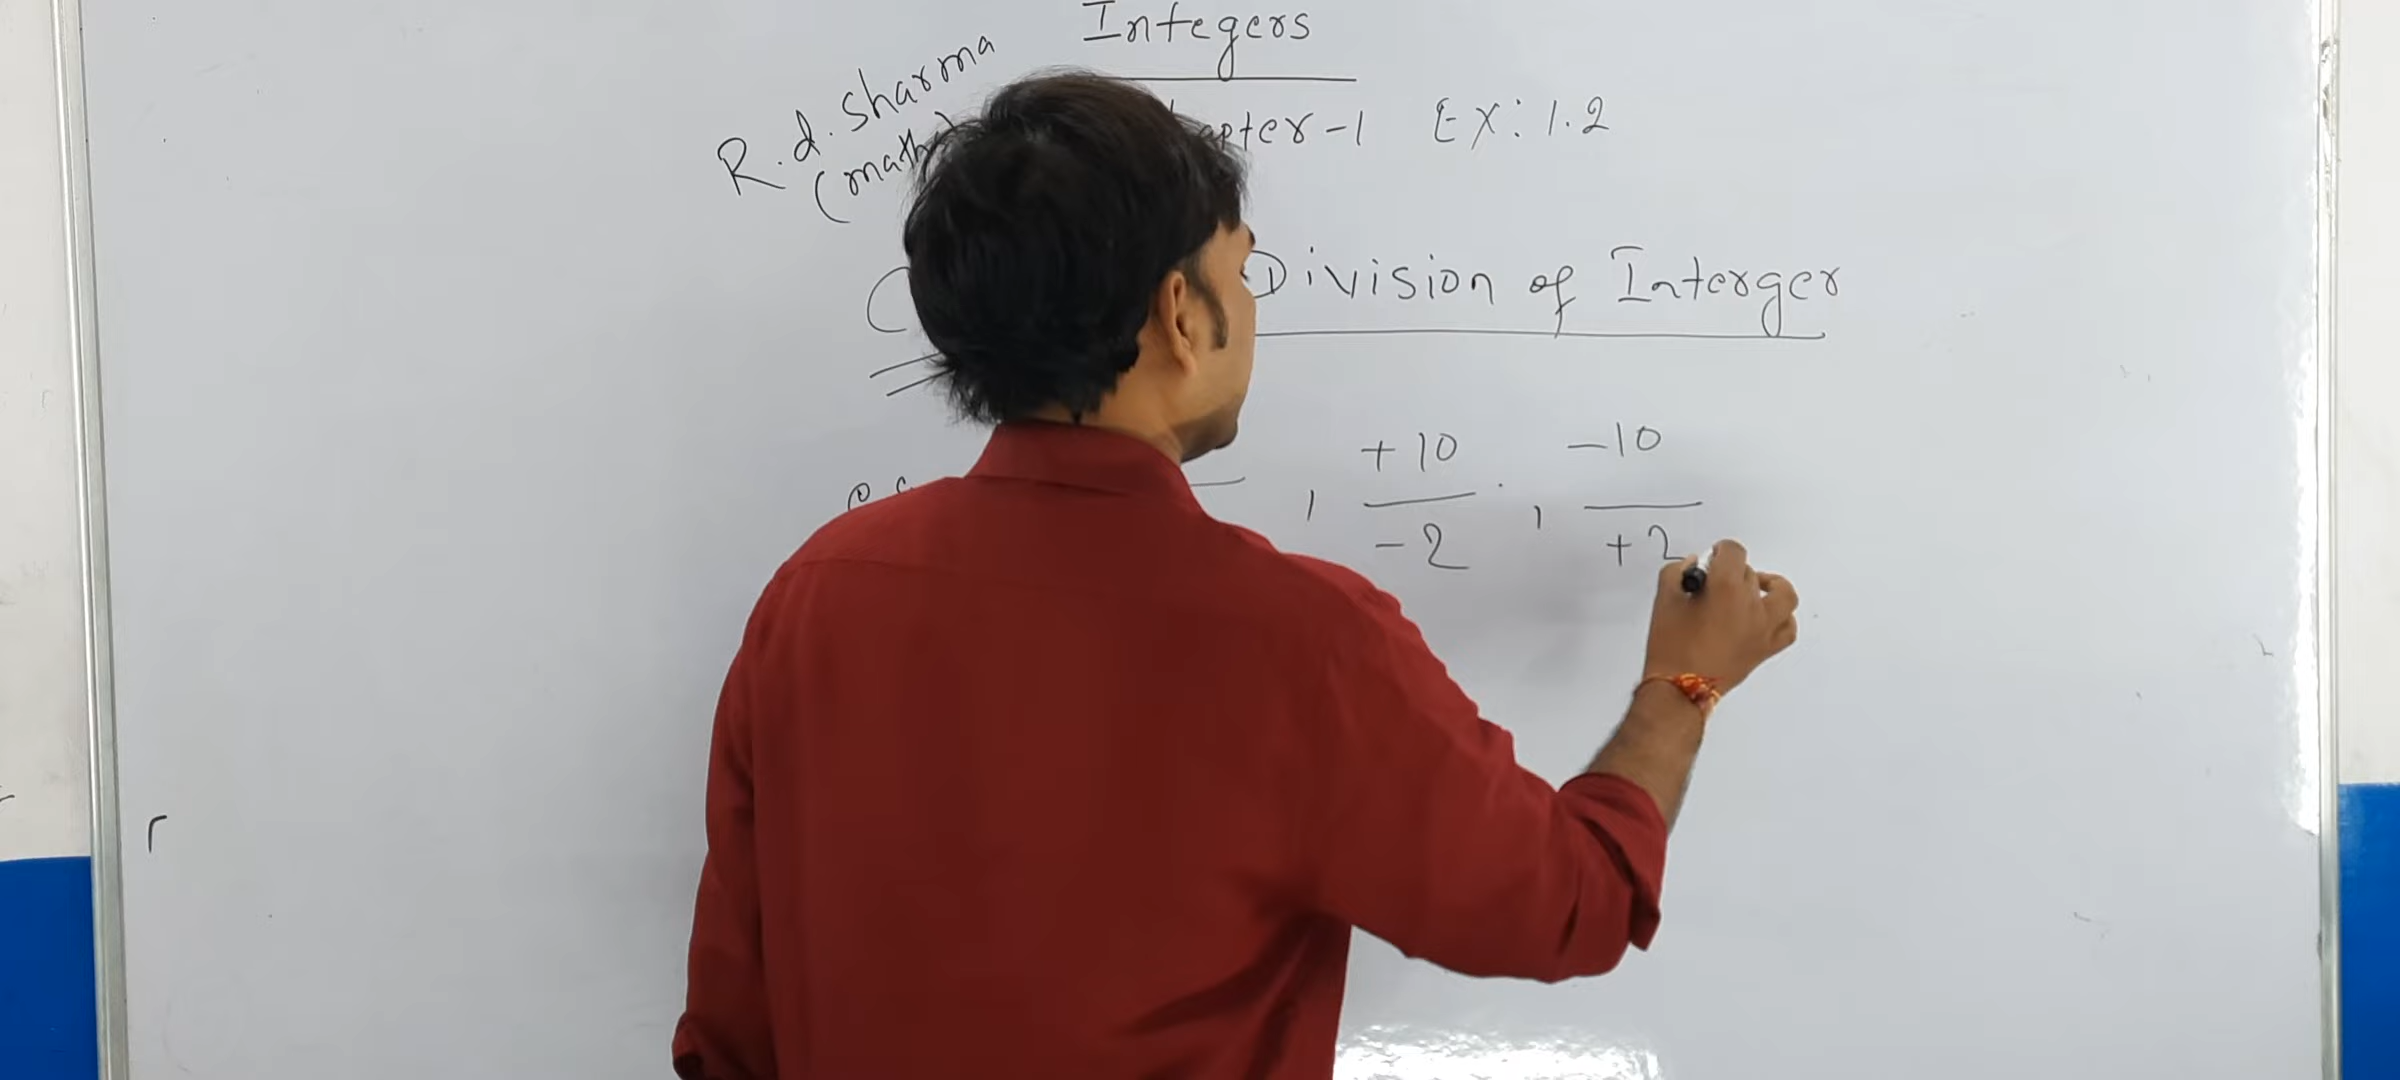 Integers
R.d. Sharma
(math
apter-1 EX: 1.2
Division of Interger
+10 -10
, ,
-2 +2